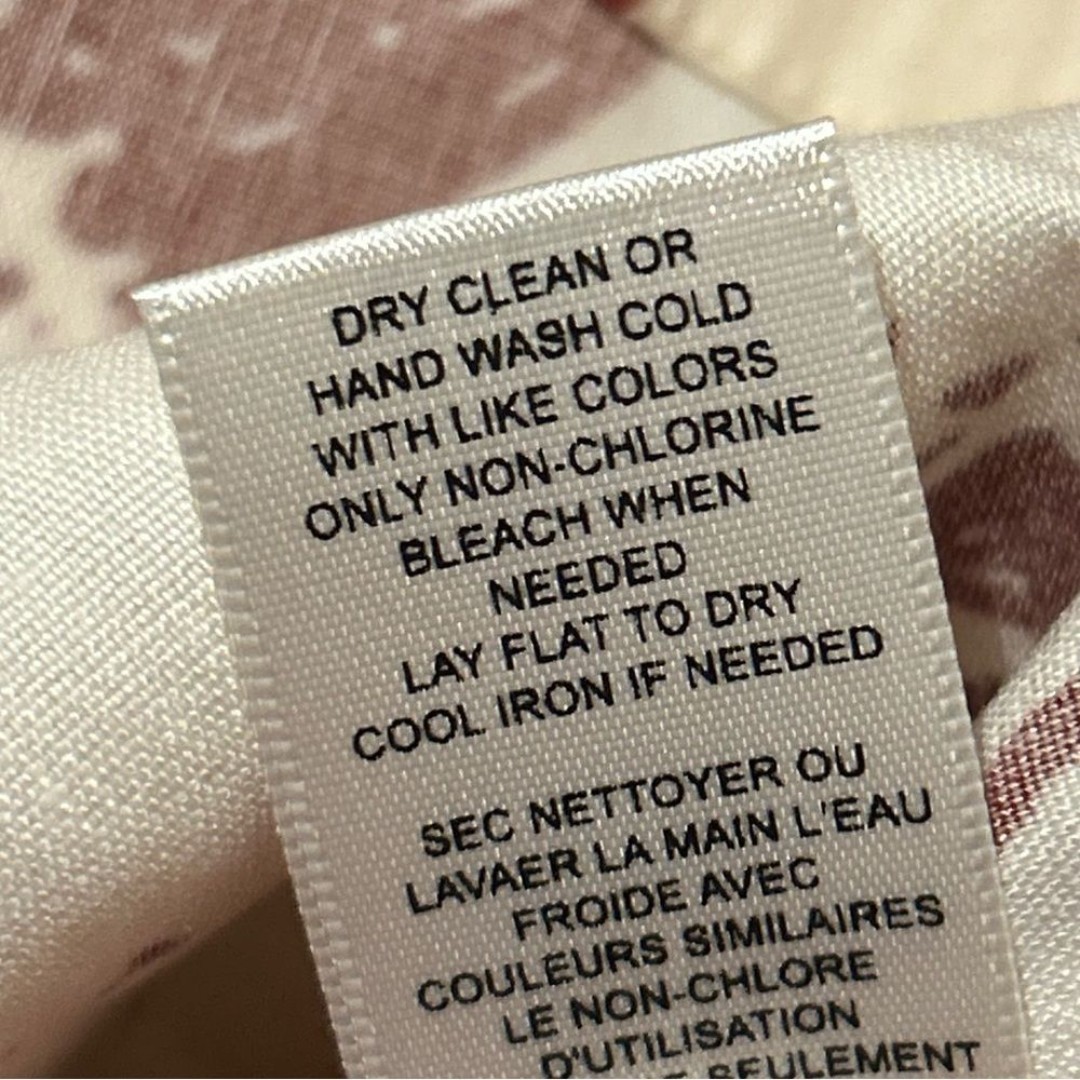 DRY CLEAN OR
HAND WASH COLD
WITH LIKE COLORS
ONLY NON-CHLORINE
BLEACH WHEN
NEEDED
LAY FLAT TO DRY
COOL IRON IF NEEDED
SEC NETTOYER OU
LAVAER LA MAIN L'EAU
FROIDE AVEC
COULEURS SIMILAIRES
LE NON-CHLORE
D'UTILISATION
SEULEMENT